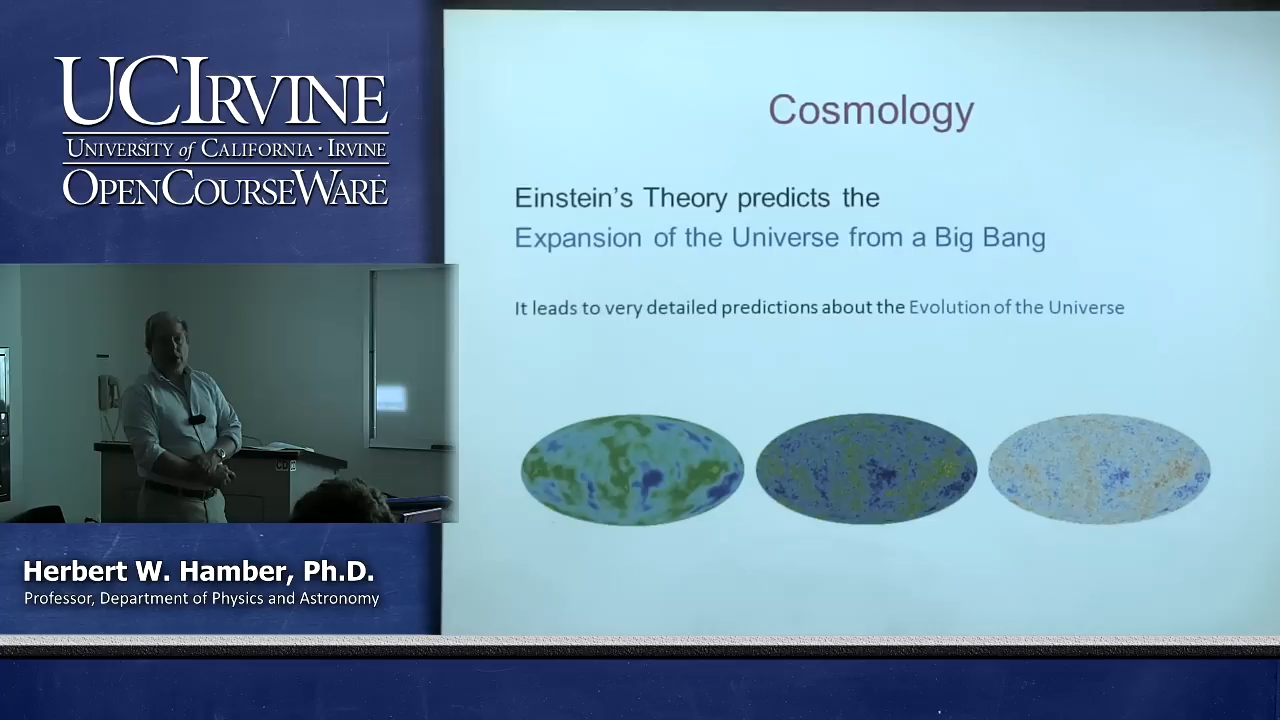 UCIRVINE
UNIVERSITY of CALIFORNIA · IRVINE
OPENCOURSEWARE
Herbert W. Hamber, Ph.D.
Professor, Department of Physics and Astronomy
Cosmology
Einstein’s Theory predicts the
Expansion of the Universe from a Big Bang
It leads to very detailed predictions about the Evolution of the Universe